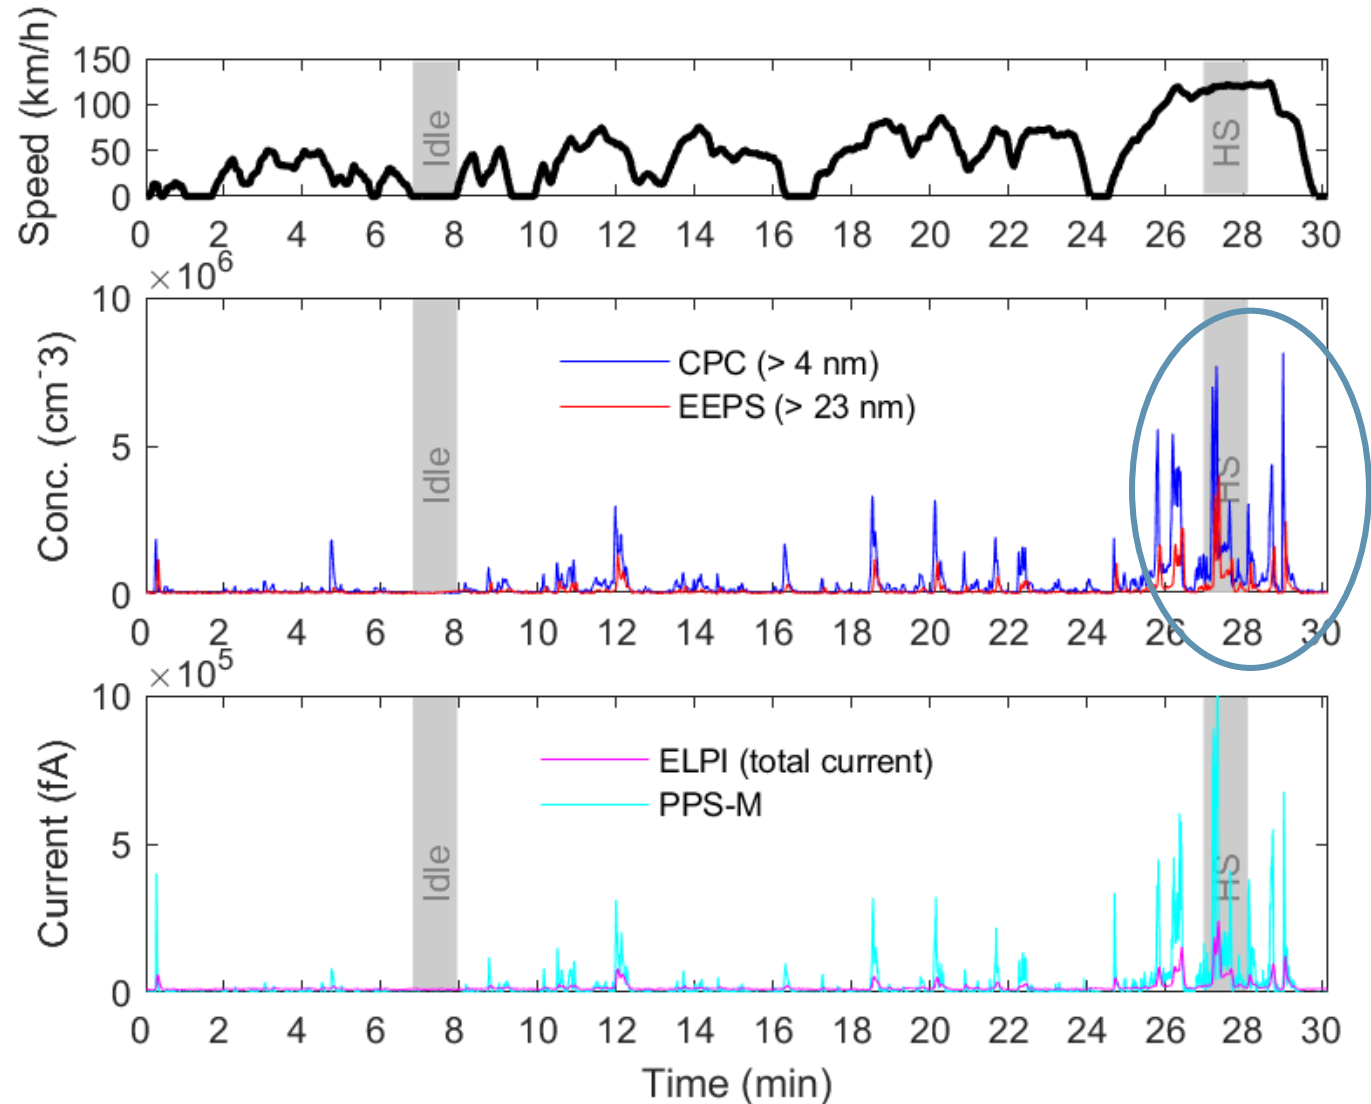 Speed (km/h)
150
100
50
0
Idle
HS
0 2 4 6 8 10 12 14 16 18 20 22 24 26 28 30
×10^6
Conc. (cm^-3)
10
5
0
CPC (> 4 nm)
EEPS (> 23 nm)
Idle
HS
0 2 4 6 8 10 12 14 16 18 20 22 24 26 28 30
×10^5
Current (fA)
10
5
0
ELPI (total current)
PPS-M
Idle
HS
0 2 4 6 8 10 12 14 16 18 20 22 24 26 28 30
Time (min)